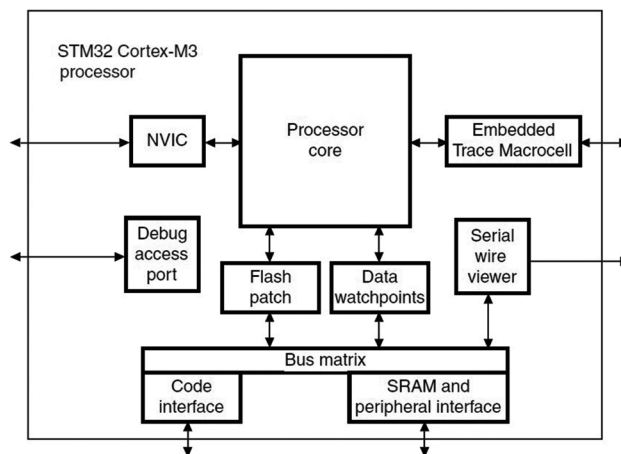 STM32 Cortex-M3
processor
NVIC
Processor
core
Embedded
Trace Macrocell
Debug
access
port
Flash
patch
Data
watchpoints
Serial
wire
viewer
Bus matrix
Code
interface
SRAM and
peripheral interface